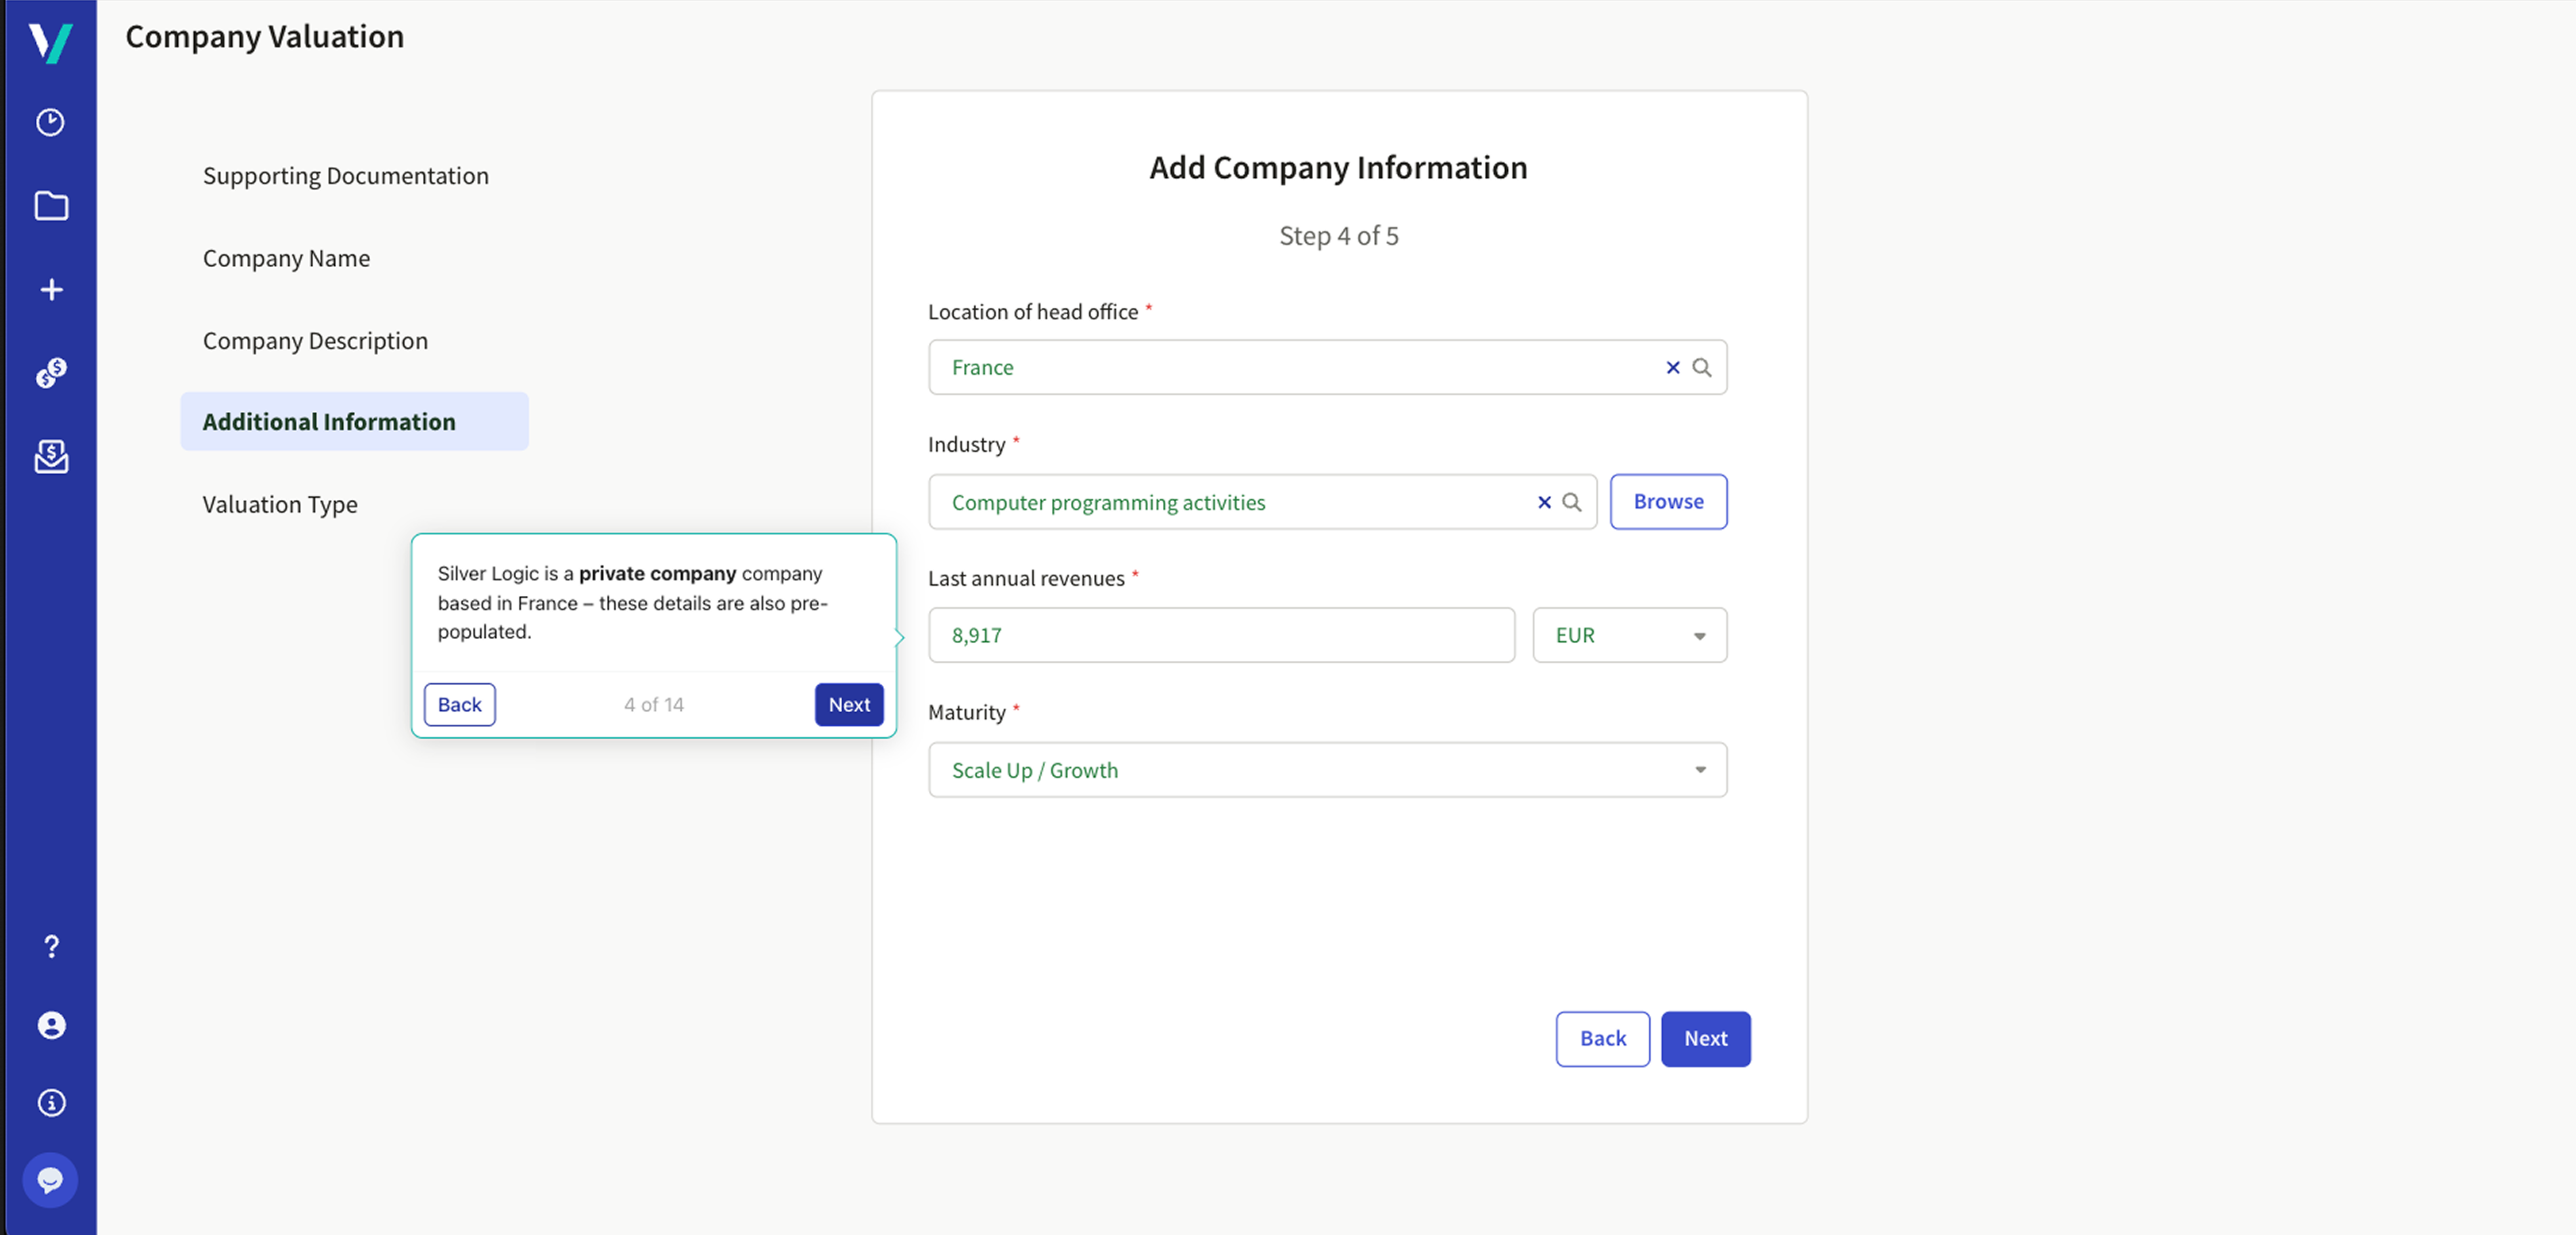 Company Valuation
Supporting Documentation
Company Name
Company Description
Additional Information
Valuation Type
Silver Logic is a private company company
based in France – these details are also pre-
populated.
Back
4 of 14
Next
Add Company Information
Step 4 of 5
Location of head office *
France
Industry *
Computer programming activities
Browse
Last annual revenues *
8,917
EUR
Maturity *
Scale Up / Growth
Back
Next